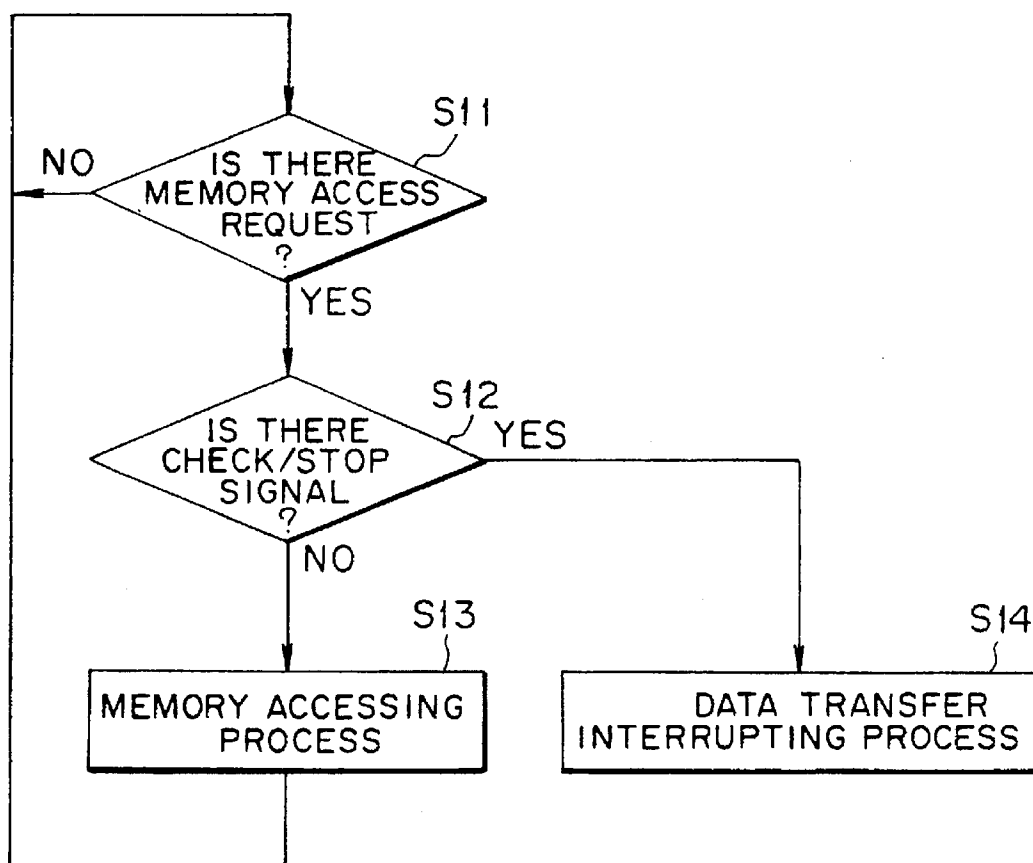 S11
NO
IS THERE
MEMORY ACCESS
REQUEST
?
YES
S12
IS THERE
CHECK/STOP
SIGNAL
?
YES
NO
S13
MEMORY ACCESSING
PROCESS
S14
DATA TRANSFER
INTERRUPTING PROCESS